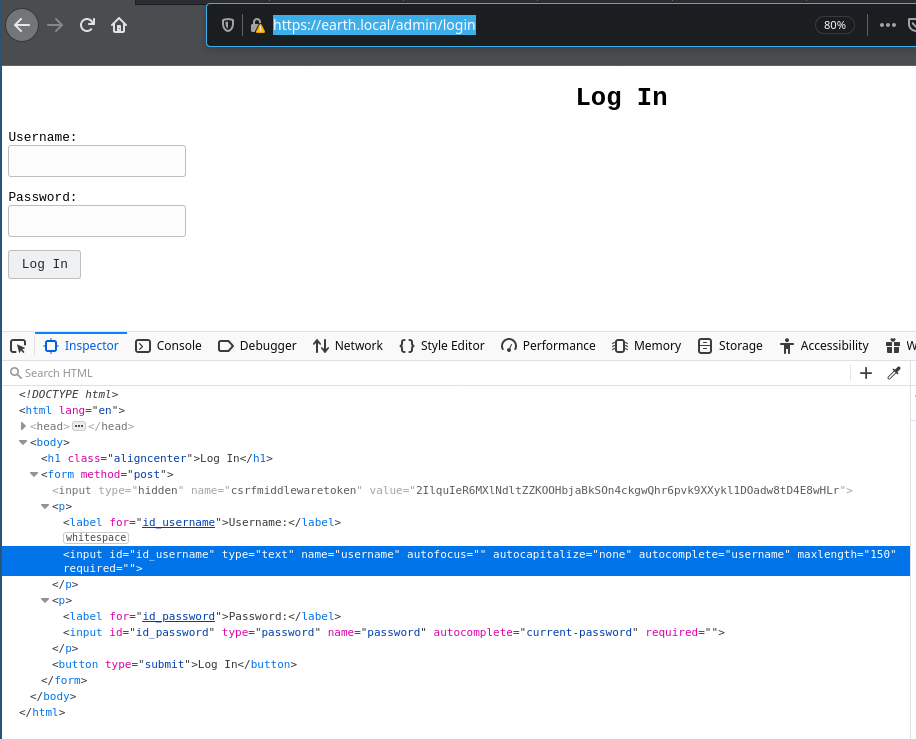 https://earth.local/admin/login
80%
Log In
Username:
Password:
Log In
Inspector Console Debugger Network Style Editor Performance Memory Storage Accessibility W
Search HTML
<!DOCTYPE html>
<html lang="en">
<head> </head>
<body>
<h1 class="aligncenter">Log In</h1>
<form method="post">
<input type="hidden" name="csrfmiddlewaretoken" value="2IlquIeR6MXlNdltZZKOOHbjaBkSOn4ckgwQhr6pvk9XXykl1DOadw8tD4E8wHLr">
<p>
<label for="id_username">Username:</label>
whitespace
<input id="id_username" type="text" name="username" autofocus="" autocapitalize="none" autocomplete="username" maxlength="150"
required="">
</p>
<p>
<label for="id_password">Password:</label>
<input id="id_password" type="password" name="password" autocomplete="current-password" required="">
</p>
<button type="submit">Log In</button>
</form>
</body>
</html>